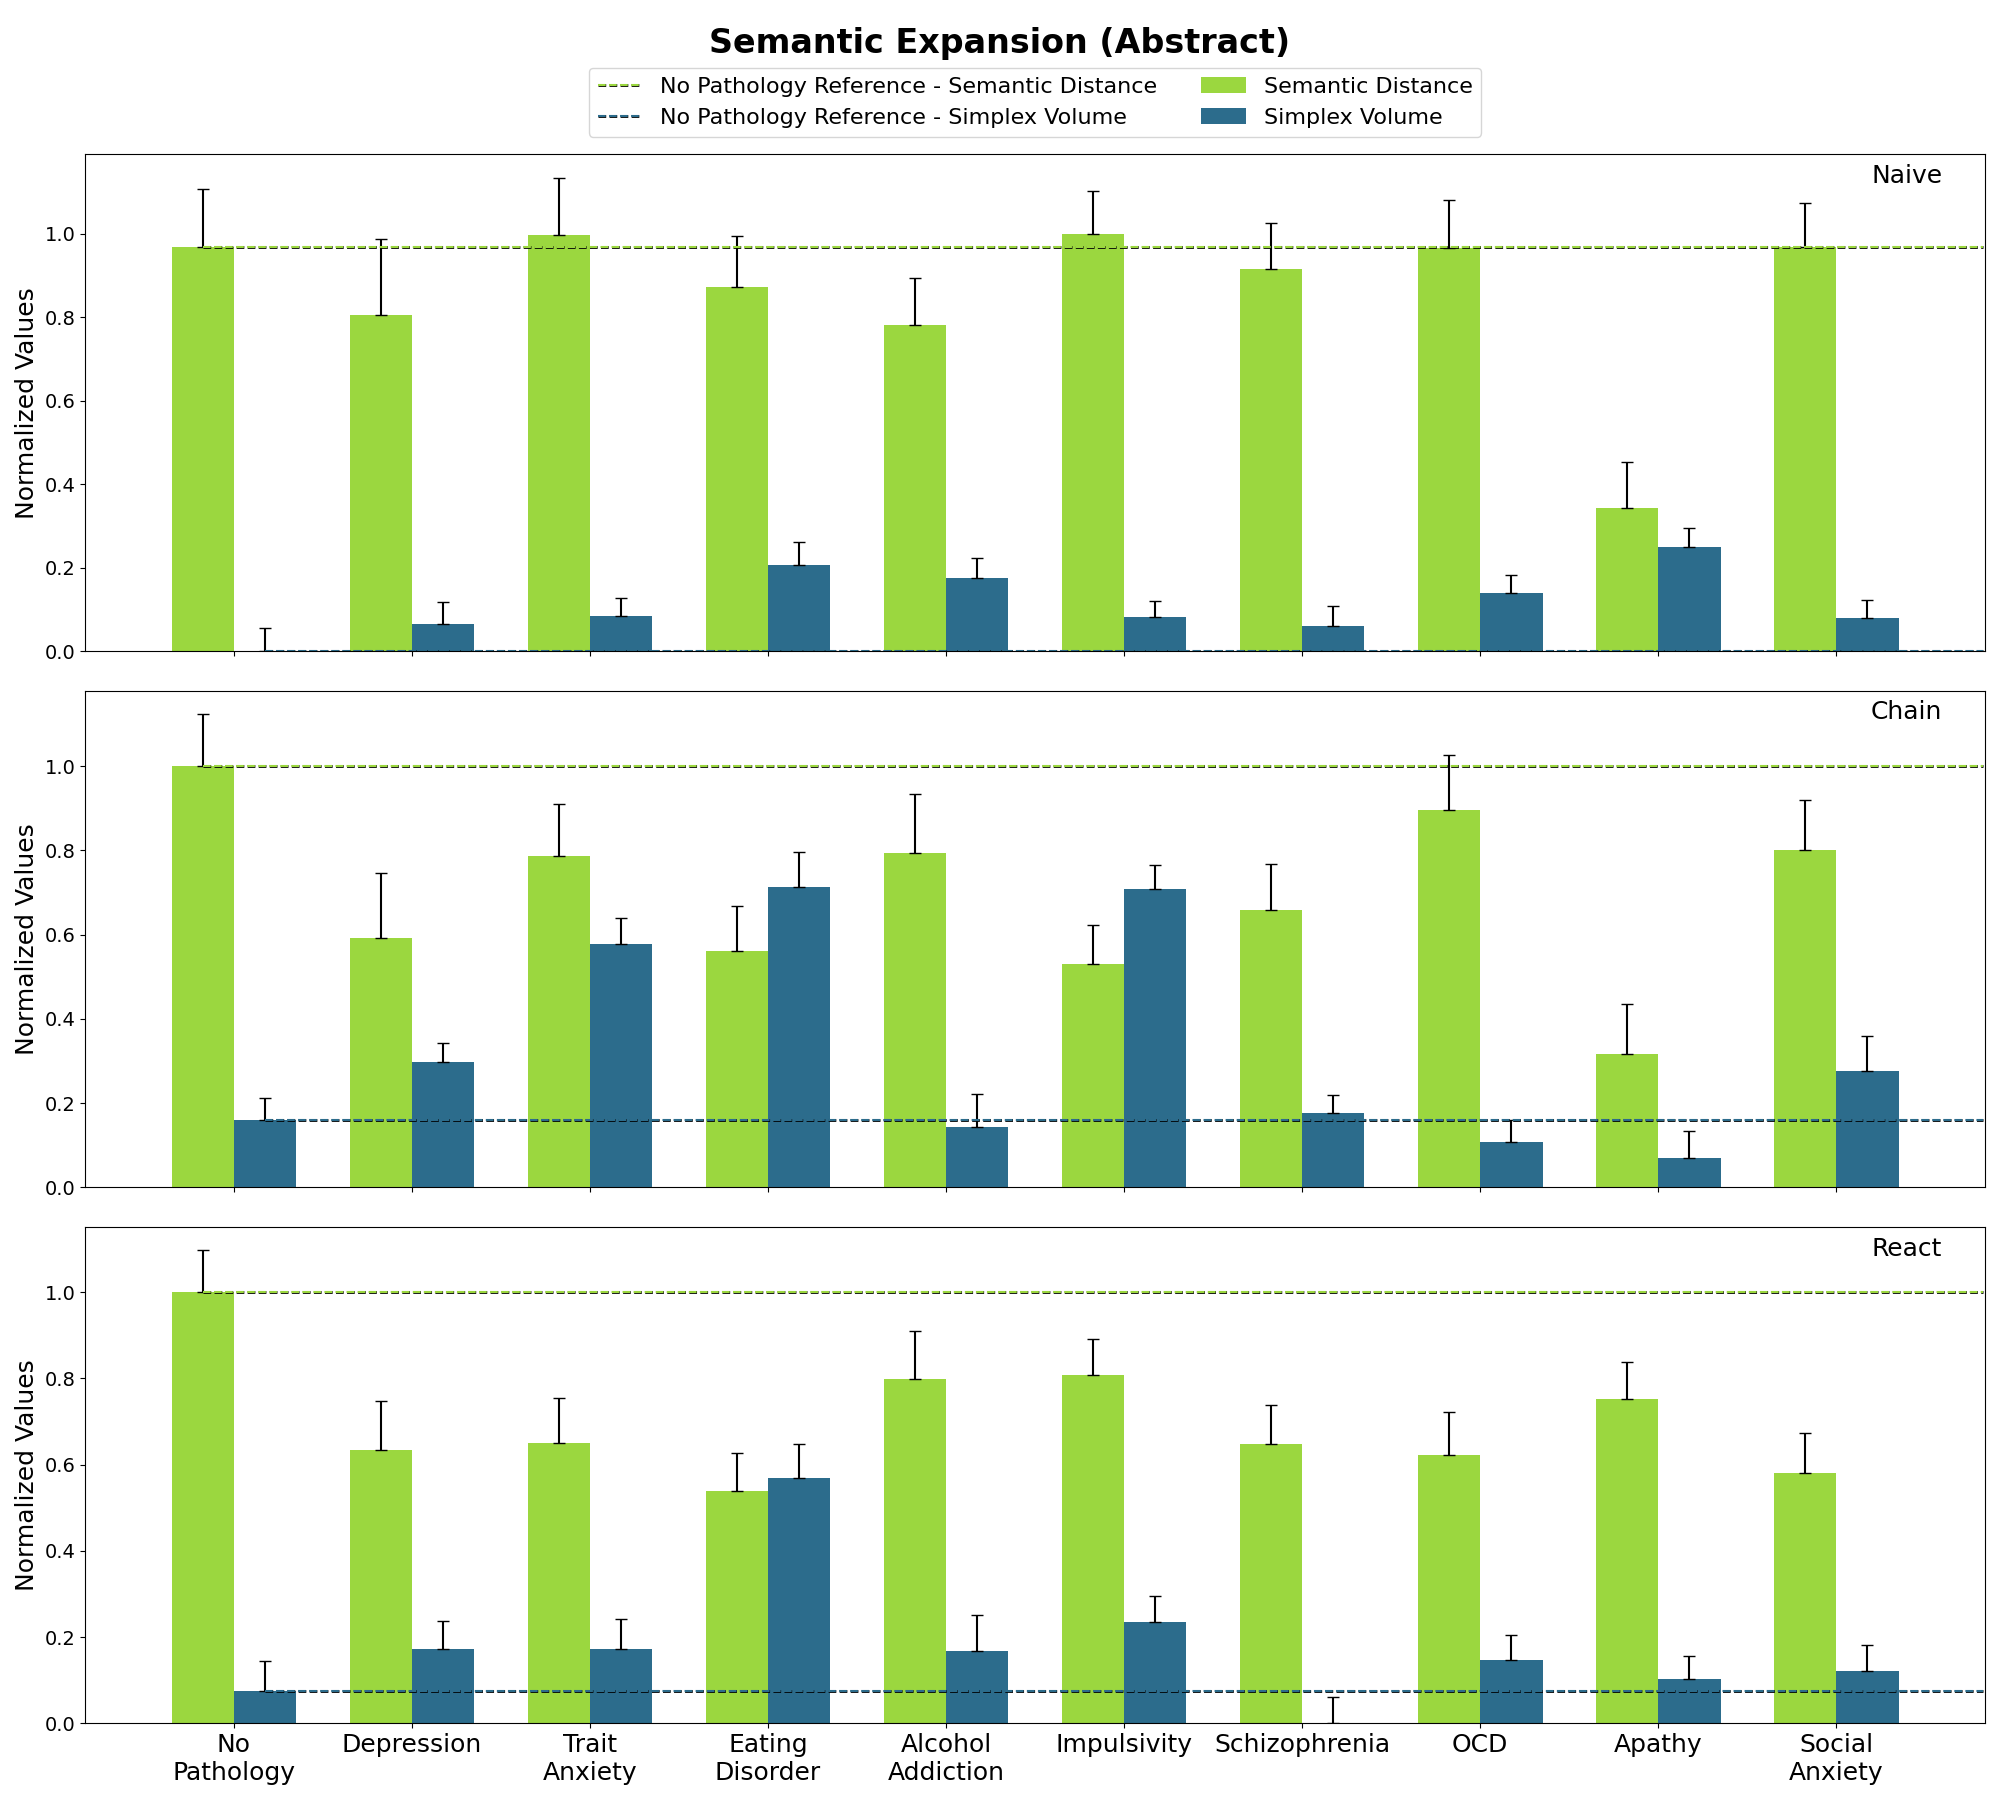 Semantic Expansion (Abstract)
No Pathology Reference - Semantic Distance
No Pathology Reference - Simplex Volume
Semantic Distance
Simplex Volume
Naive
Normalized Values
1.0
0.8
0.6
0.4
0.2
0.0
Chain
Normalized Values
1.0
0.8
0.6
0.4
0.2
0.0
React
Normalized Values
1.0
0.8
0.6
0.4
0.2
0.0
No
Pathology
Depression
Trait
Anxiety
Eating
Disorder
Alcohol
Addiction
Impulsivity
Schizophrenia
OCD
Apathy
Social
Anxiety